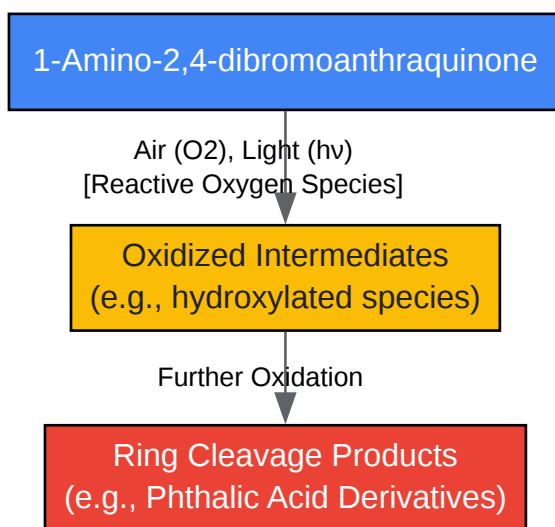 1-Amino-2,4-dibromoanthraquinone
Air (O2), Light (hν)
[Reactive Oxygen Species]
Oxidized Intermediates
(e.g., hydroxylated species)
Further Oxidation
Ring Cleavage Products
(e.g., Phthalic Acid Derivatives)